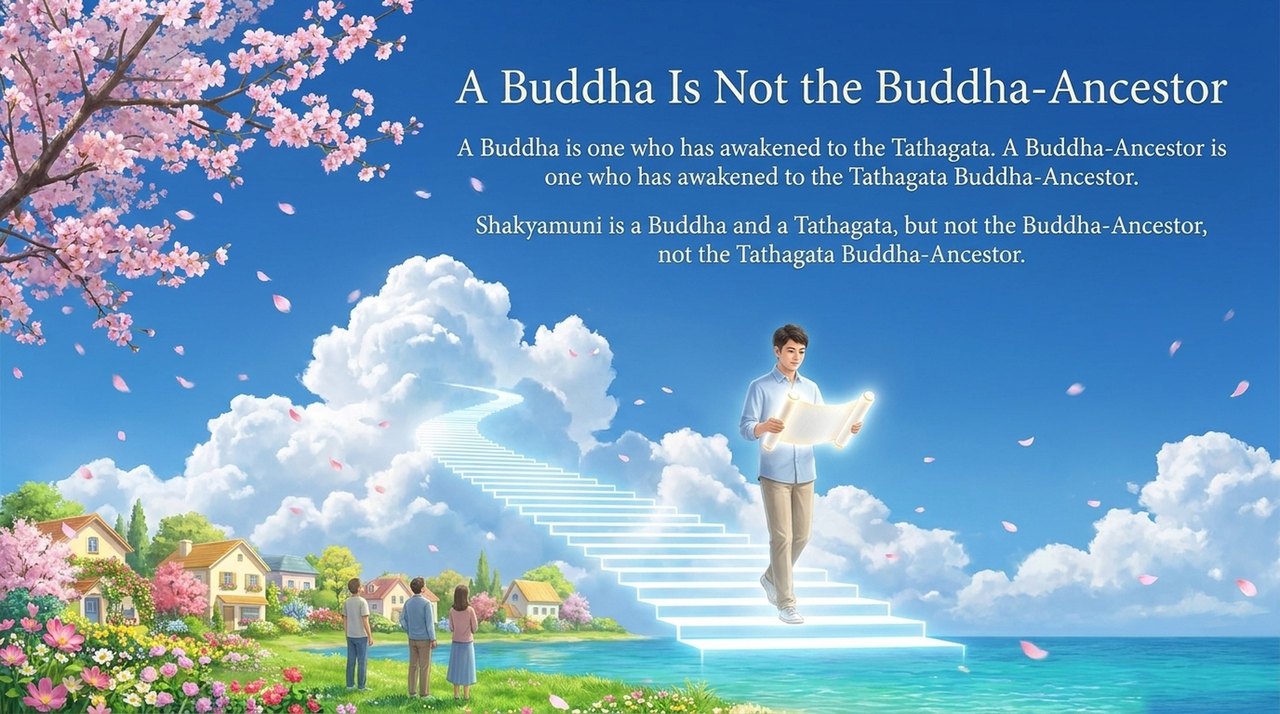 A Buddha Is Not the Buddha-Ancestor
A Buddha is one who has awakened to the Tathagata. A Buddha-Ancestor is
one who has awakened to the Tathagata Buddha-Ancestor.
Shakyamuni is a Buddha and a Tathagata, but not the Buddha-Ancestor,
not the Tathagata Buddha-Ancestor.